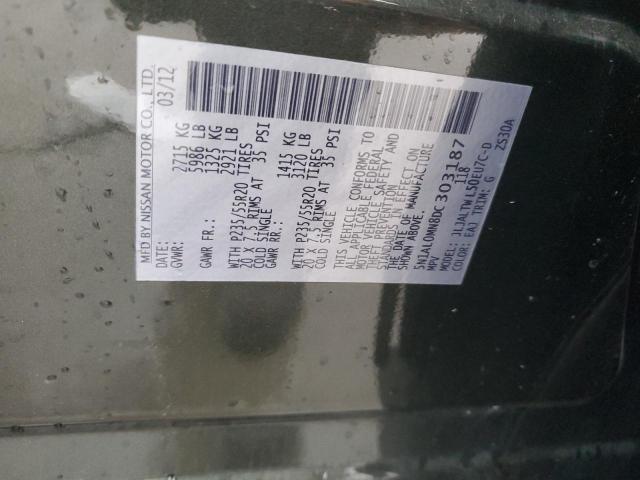 MFD BY NISSAN MOTOR CO., LTD.
DATE: 03/12
GVWR: 2715 KG
5986 LB
GAWR FR.: 1325 KG
2921 LB
WITH P235/55R20 TIRES
20 X 7.5 RIMS AT 35 PSI
COLD SINGLE
GAWR RR.: 1415 KG
3120 LB
WITH P235/55R20 TIRES
20 X 7.5 RIMS AT 35 PSI
COLD SINGLE
THIS VEHICLE CONFORMS TO
ALL APPLICABLE FEDERAL
MOTOR VEHICLE SAFETY AND
THEFT PREVENTION
STANDARDS IN EFFECT ON
THE DATE OF MANUFACTURE
5N1AL0MN8DC303187
MPV 118
MODEL: JL1ALTWLSQEU7C-D
COLOR: EAJ TRIM: G ZS30A